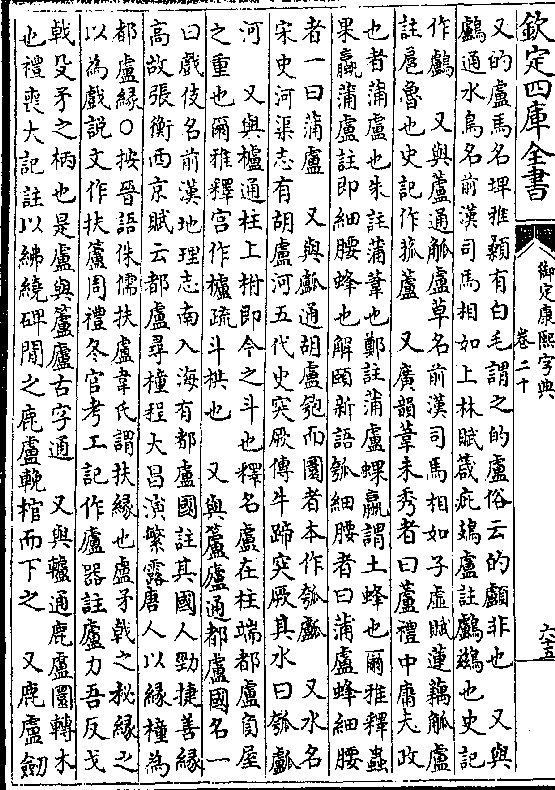 欽定四庫全書
御定康熙字典
卷二十
六五
又的盧馬名埤雅顙有白毛謂之的盧俗云的顱非也　又與
鸕通水鳥名前漢司馬相如上林賦箴疵鵁盧註鸕鷀也史記
作鸕　又與蘆通觚盧草名前漢司馬相如子虛賦蓮藕觚盧
註扈魯也史記作菰蘆　又廣韻葦未秀者曰蘆禮中庸夫政
也者蒲盧也朱註蒲葦也鄭註蒲盧蜾蠃謂土蜂也爾雅釋蟲
果蠃蒲盧註即細腰蜂也解頤新語瓠細腰者曰蒲盧蜂細腰
者一曰蒲盧　又與𤬛通胡盧匏而圜者本作瓠𤬛　又水名
宋史河渠志有胡盧河五代史突厥傳牛蹄突厥其水曰瓠𤬛
河　又與櫨通柱上枅即今之斗也釋名盧在柱端都盧負屋
之重也爾雅釋宮作櫨疏斗栱也　又與籚廬通都盧國名一
曰戲伎名前漢地理志南入海有都盧國註其國人勁捷善緣
高故張衡西京賦云都盧尋橦程大昌演繁露唐人以緣橦為
都盧緣○按晉語侏儒扶盧韋氏謂扶緣也盧矛戟之柲緣之
以為戲說文作扶籚周禮冬官考工記作廬器註廬力吾反戈
戟殳矛之柄也是盧與籚廬古字通　又與轤通鹿盧圜轉木
也禮喪大記註以紼繞碑閒之鹿盧輓棺而下之　又鹿盧劒